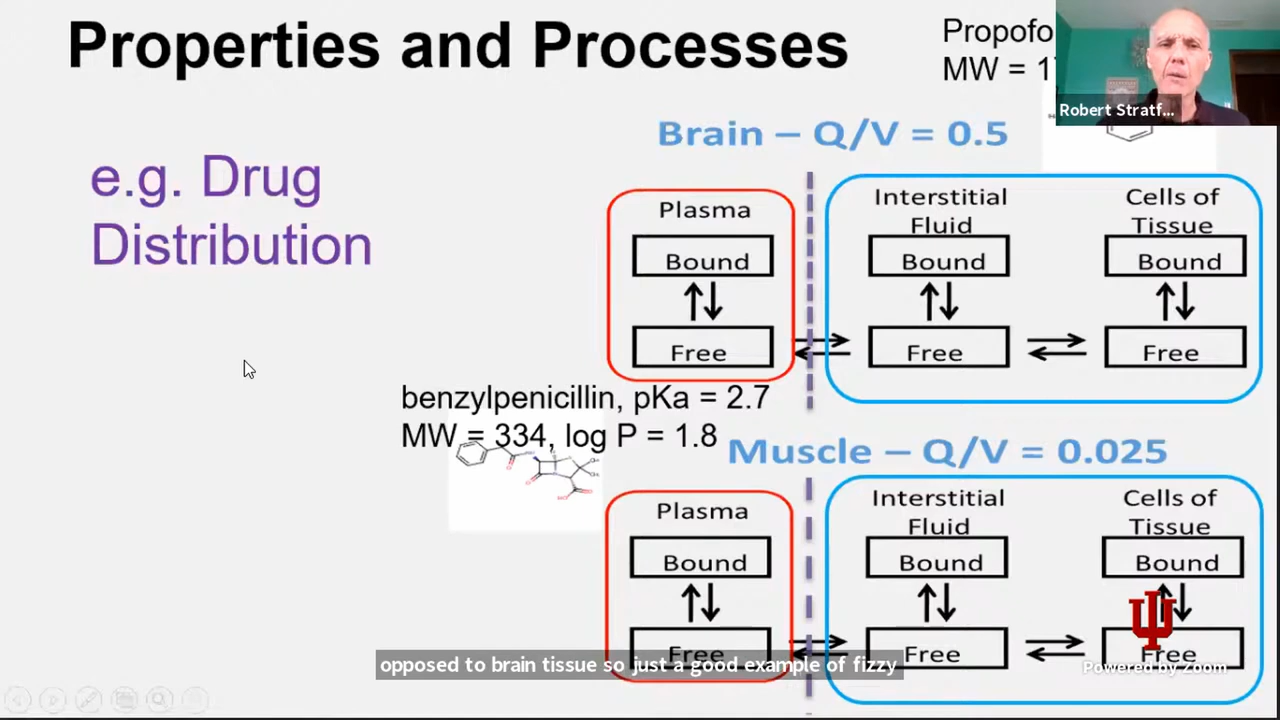 Properties and Processes
Propofo
MW = 1
Robert Stratf...
e.g. Drug
Distribution
Brain – Q/V = 0.5
Plasma
Bound
Free
Interstitial
Fluid
Bound
Free
Cells of
Tissue
Bound
Free
benzylpenicillin, pKa = 2.7
MW = 334, log P = 1.8
Muscle – Q/V = 0.025
Plasma
Bound
Free
Interstitial
Fluid
Bound
Free
Cells of
Tissue
Bound
Free
opposed to brain tissue so just a good example of fizzy
Powered by Zoom